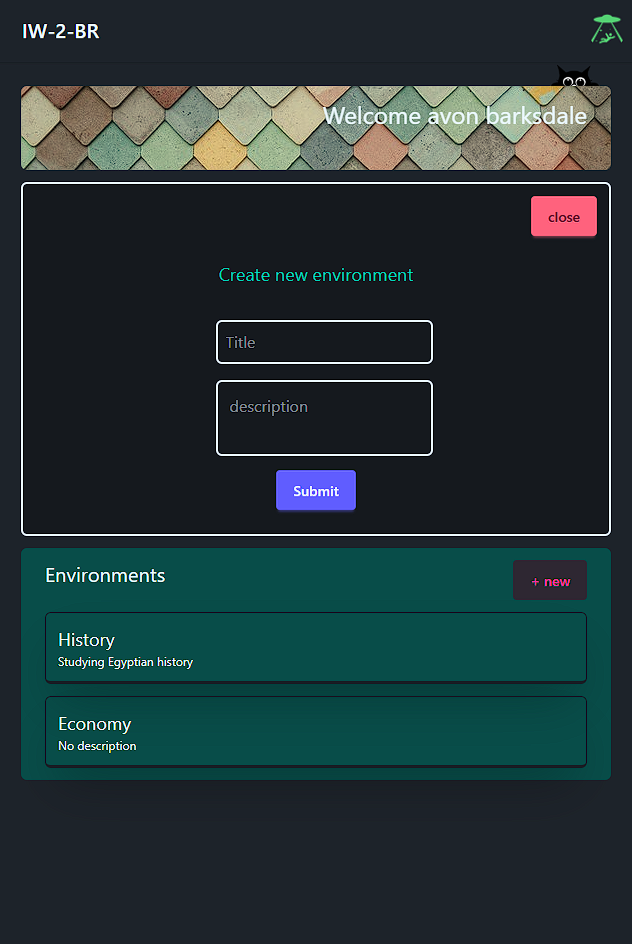 IW-2-BR
Welcome avon barksdale
close
Create new environment
Title
description
Submit
Environments
+ new
History
Studying Egyptian history
Economy
No description